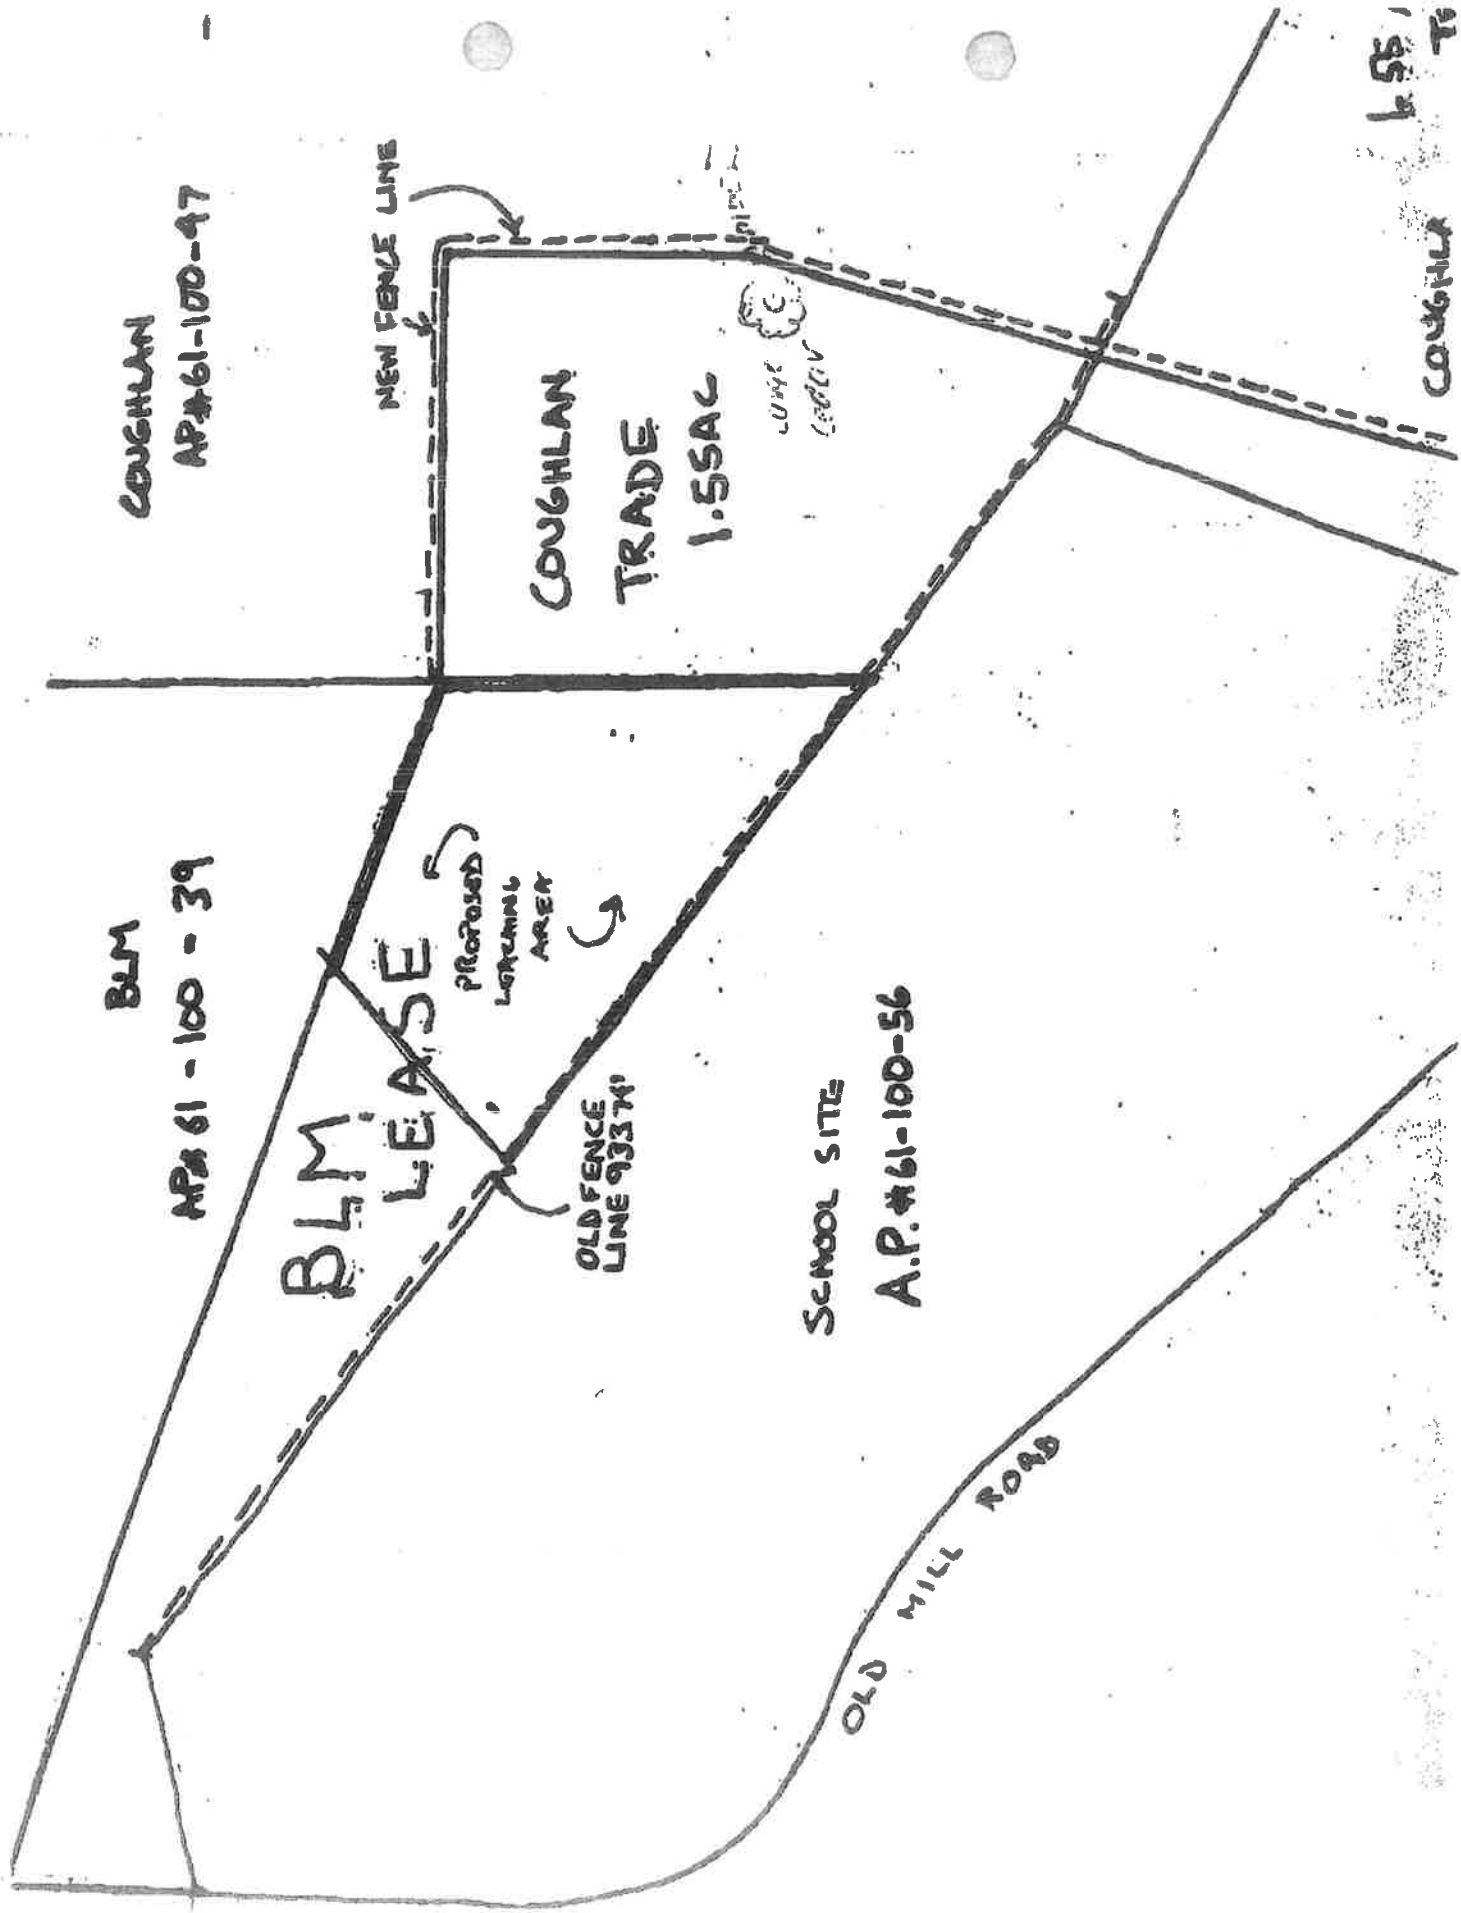 COUGHLAN
AP#61-100-47
NEW FENCE LINE
BLM
AP# 61-100-39
COUGHLAN
TRADE
1.55AC
BLM
LEASE
PROPOSED
LEACHING
AREA
OLD FENCE
LINE 933
SCHOOL SITE
A.P.#61-100-56
OLD MILL ROAD